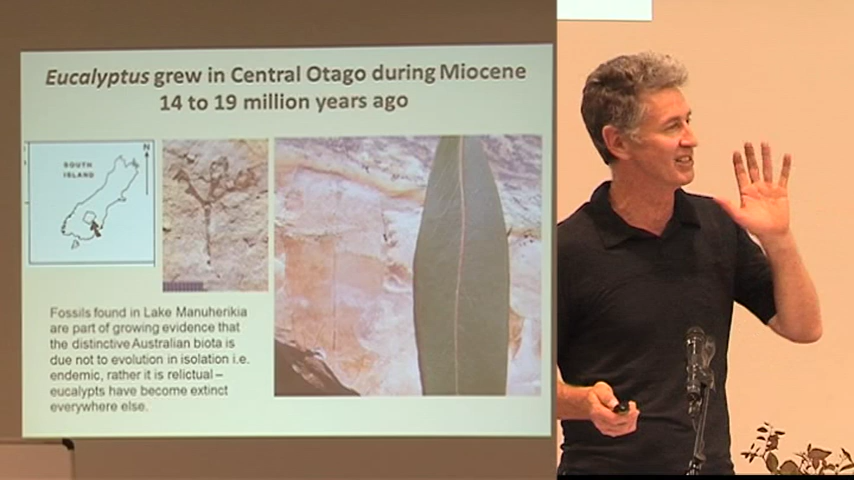 Eucalyptus grew in Central Otago during Miocene
14 to 19 million years ago
SOUTH
ISLAND
N
Fossils found in Lake Manuherikia
are part of growing evidence that
the distinctive Australian biota is
due not to evolution in isolation i.e.
endemic, rather it is relictual –
eucalypts have become extinct
everywhere else.